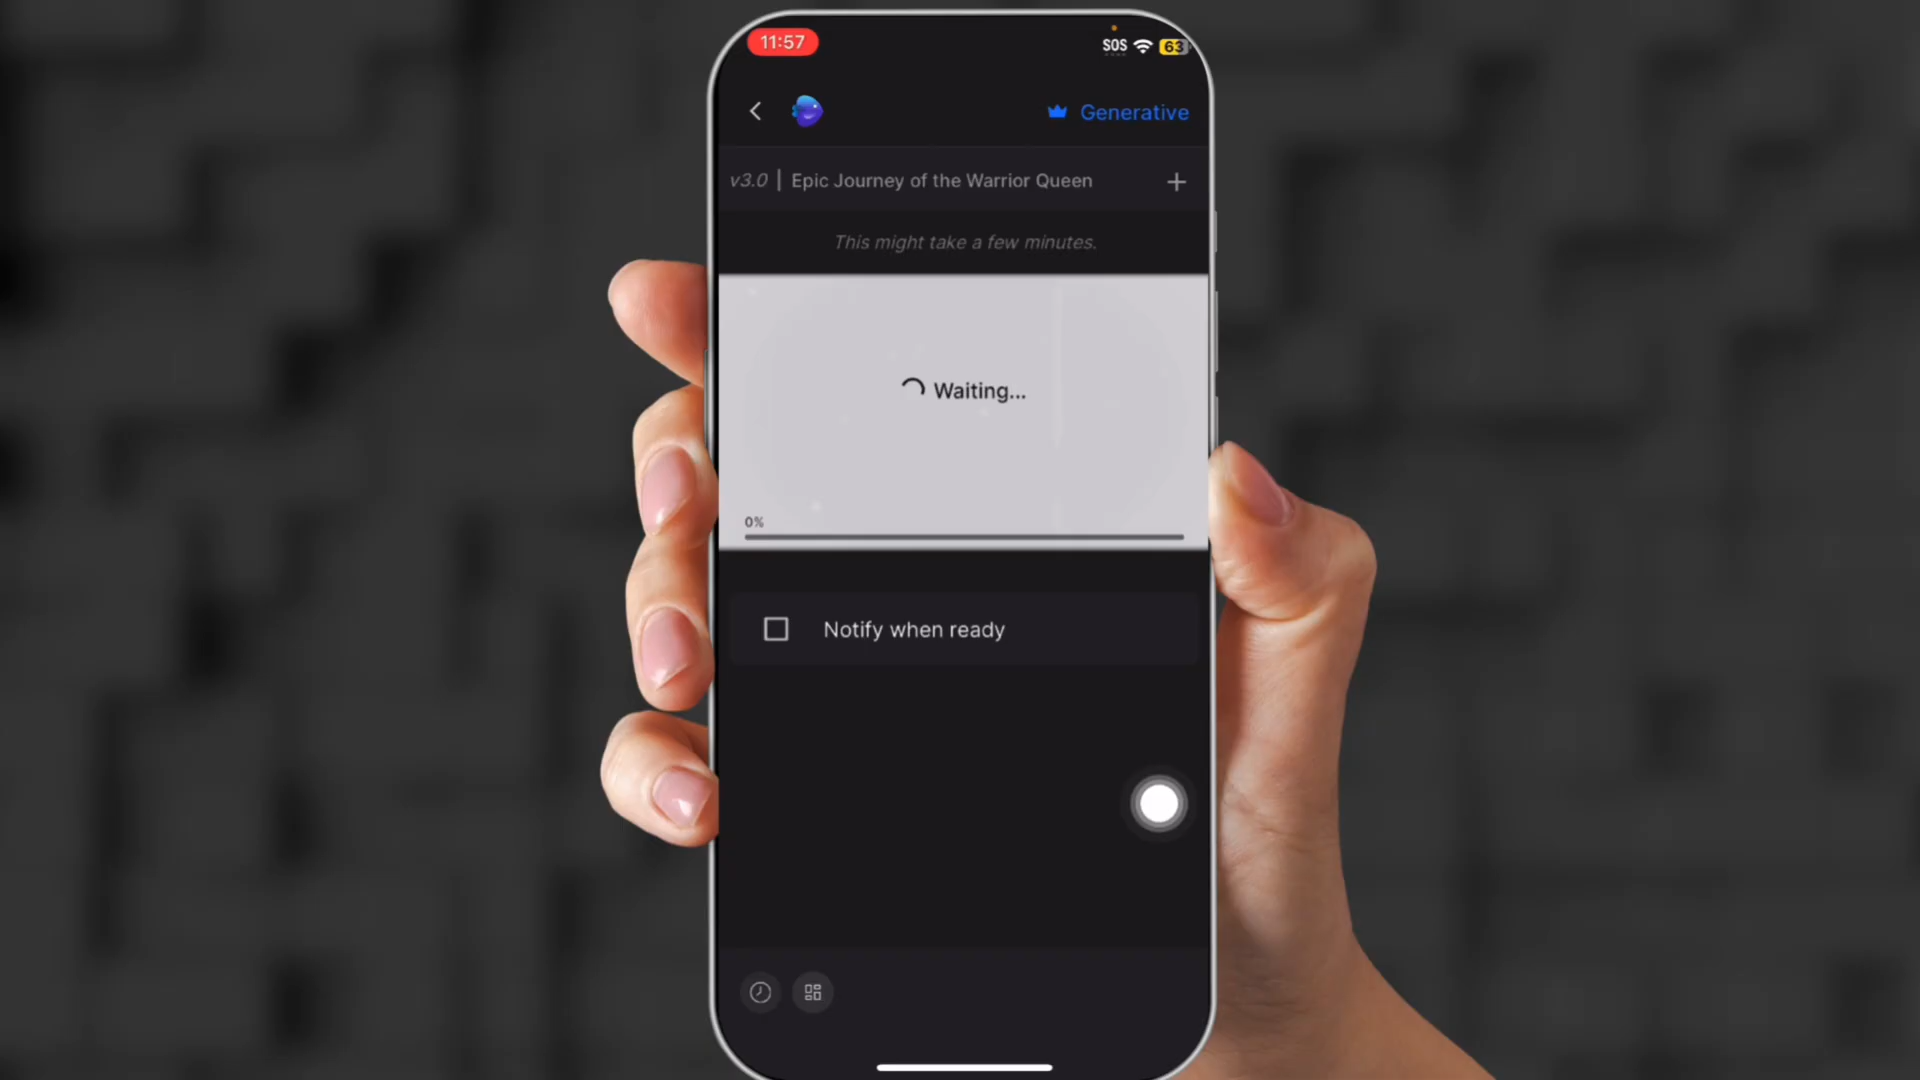 11:57
SOS
63
Generative
v3.0 | Epic Journey of the Warrior Queen
This might take a few minutes.
Waiting...
0%
Notify when ready